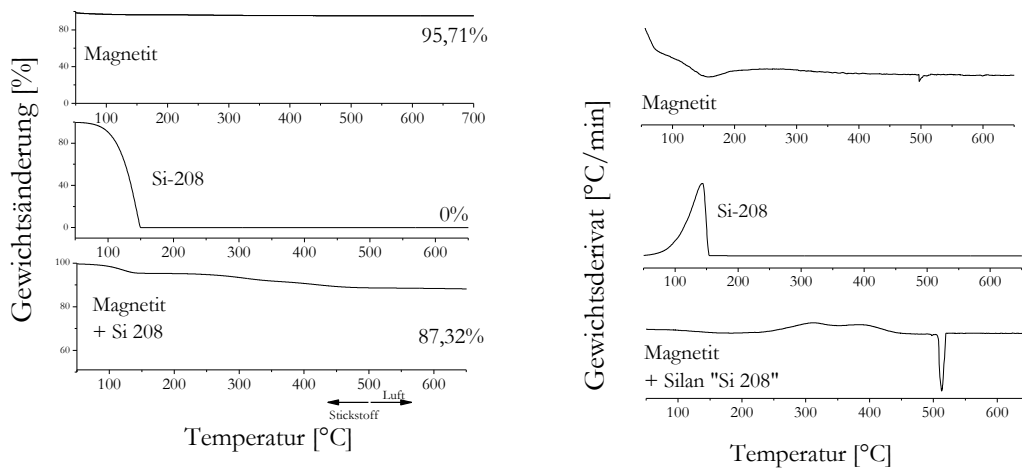 Gewichtsänderung [%]
80
40
0
Magnetit
95,71%
100 200 300 400 500 600 700
80
40
0
Si-208
0%
100 200 300 400 500 600
100
80
60
Magnetit
+ Si 208
87,32%
100 200 300 400 500 600
Stickstoff
Luft
Temperatur [°C]
Gewichtsderivat [°C/min]
Magnetit
100 200 300 400 500 600
Si-208
100 200 300 400 500 600
Magnetit
+ Silan "Si 208"
100 200 300 400 500 600
Temperatur [°C]